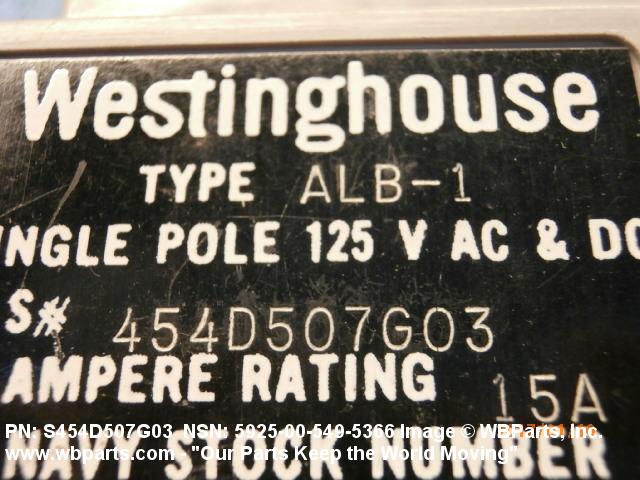 Westinghouse
TYPE ALB-1
INGLE POLE 125 V AC & DC
S# 454D507G03
AMPERE RATING 15A
PN: S454D507G03 NSN: 5925-00-549-5366 Image © WBParts, Inc.
www.wbparts.com - "Our Parts Keep the World Moving"
NAVY STOCK NUMBER